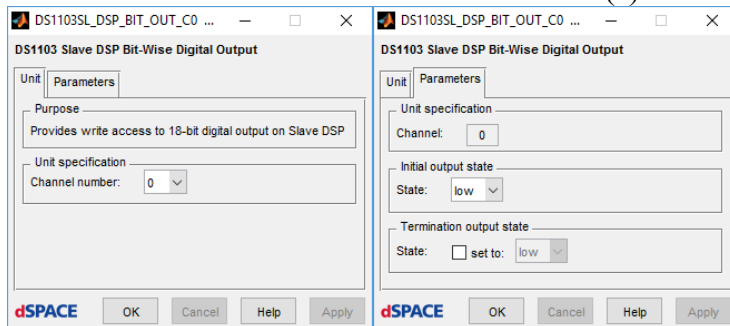 DS1103SL_DSP_BIT_OUT_C0 ...
DS1103 Slave DSP Bit-Wise Digital Output
Unit Parameters
Purpose
Provides write access to 18-bit digital output on Slave DSP
Unit specification
Channel number: 0
dSPACE OK Cancel Help Apply
DS1103SL_DSP_BIT_OUT_C0 ...
DS1103 Slave DSP Bit-Wise Digital Output
Unit Parameters
Unit specification
Channel: 0
Initial output state
State: low
Termination output state
State: set to: low
dSPACE OK Cancel Help Apply